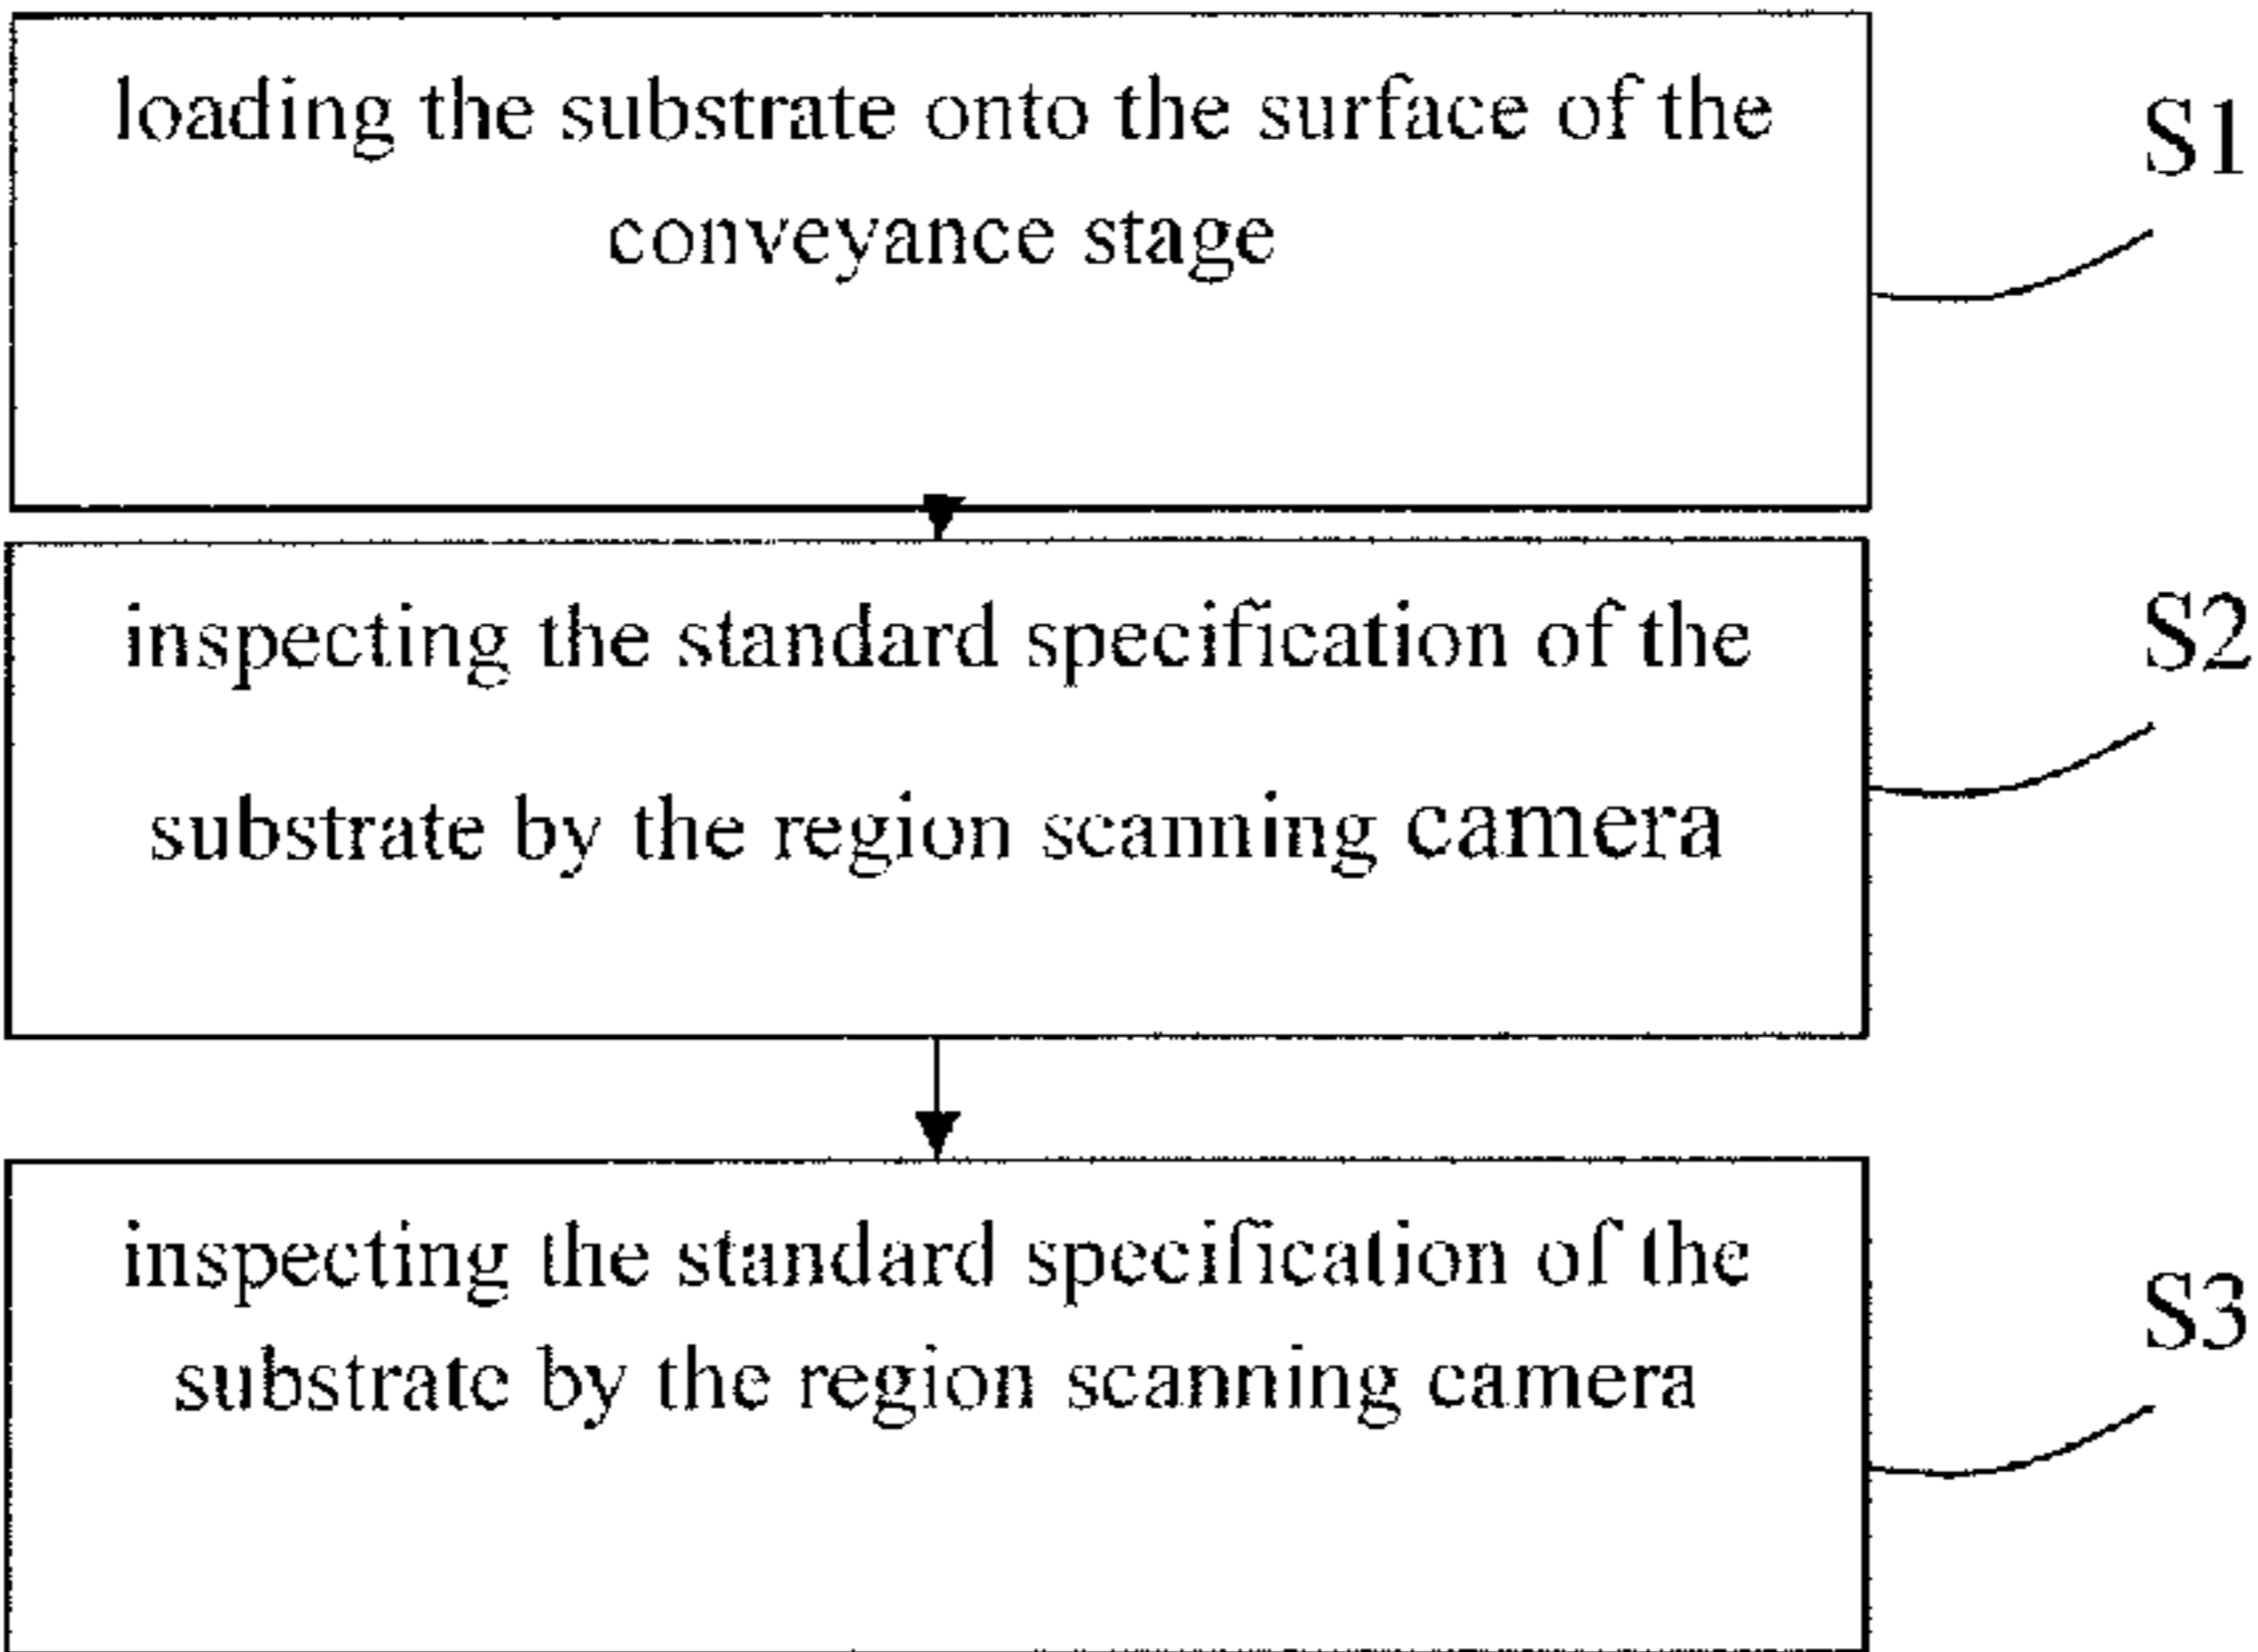 loading the substrate onto the surface of the
conveyance stage
S1
inspecting the standard specification of the
substrate by the region scanning camera
S2
inspecting the standard specification of the
substrate by the region scanning camera
S3